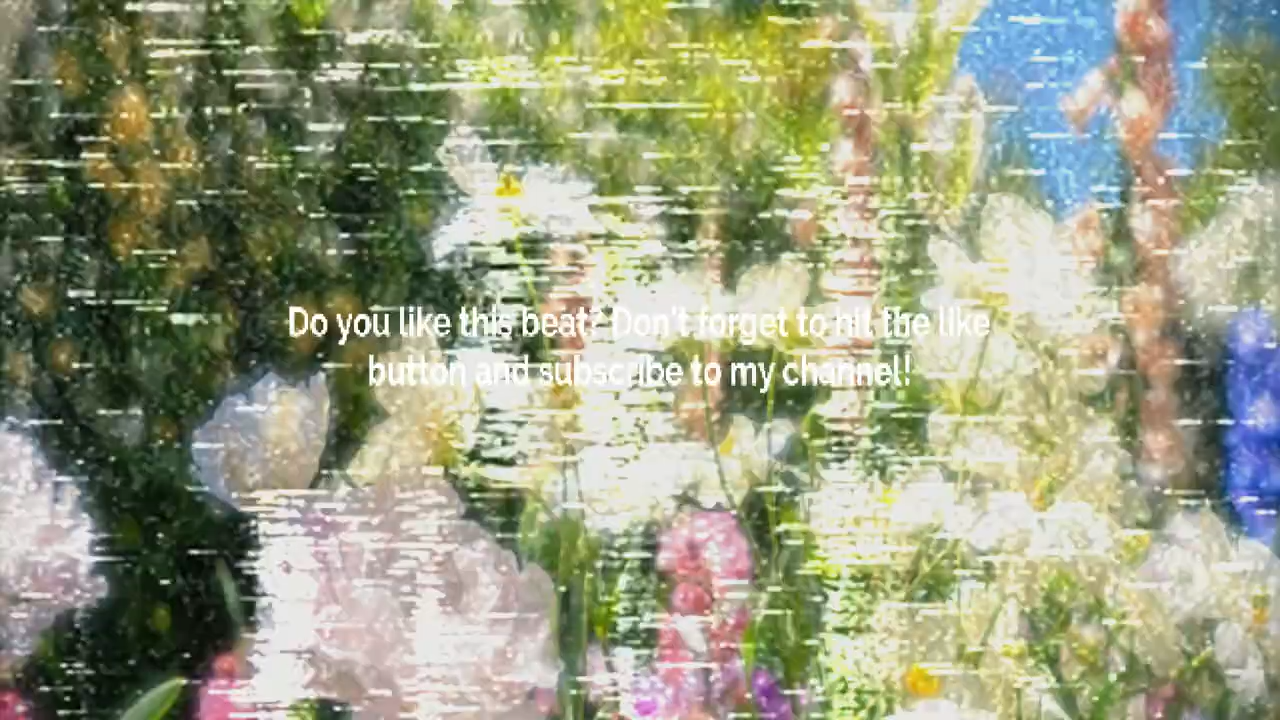 Do you like this beat? Don't forget to hit the like
button and subscribe to my channel!